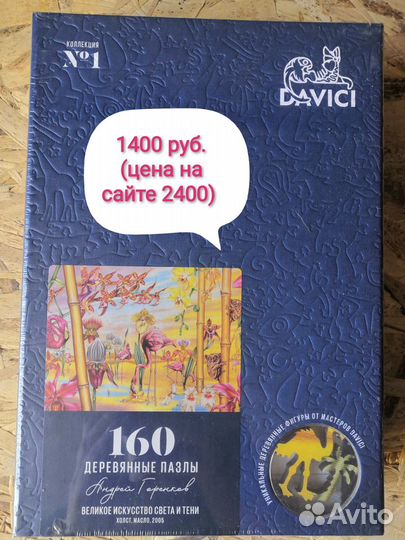 КОЛЛЕКЦИЯ
№1
DAVICI
1400 руб.
(цена на
сайте 2400)
160
ДЕРЕВЯННЫЕ ПАЗЛЫ
Андрей Горенков
ВЕЛИКОЕ ИСКУССТВО СВЕТА И ТЕНИ
ХОЛСТ, МАСЛО, 2005
УНИКАЛЬНЫЕ ДЕРЕВЯННЫЕ ФИГУРЫ ОТ МАСТЕРОВ DAVICI
Avito